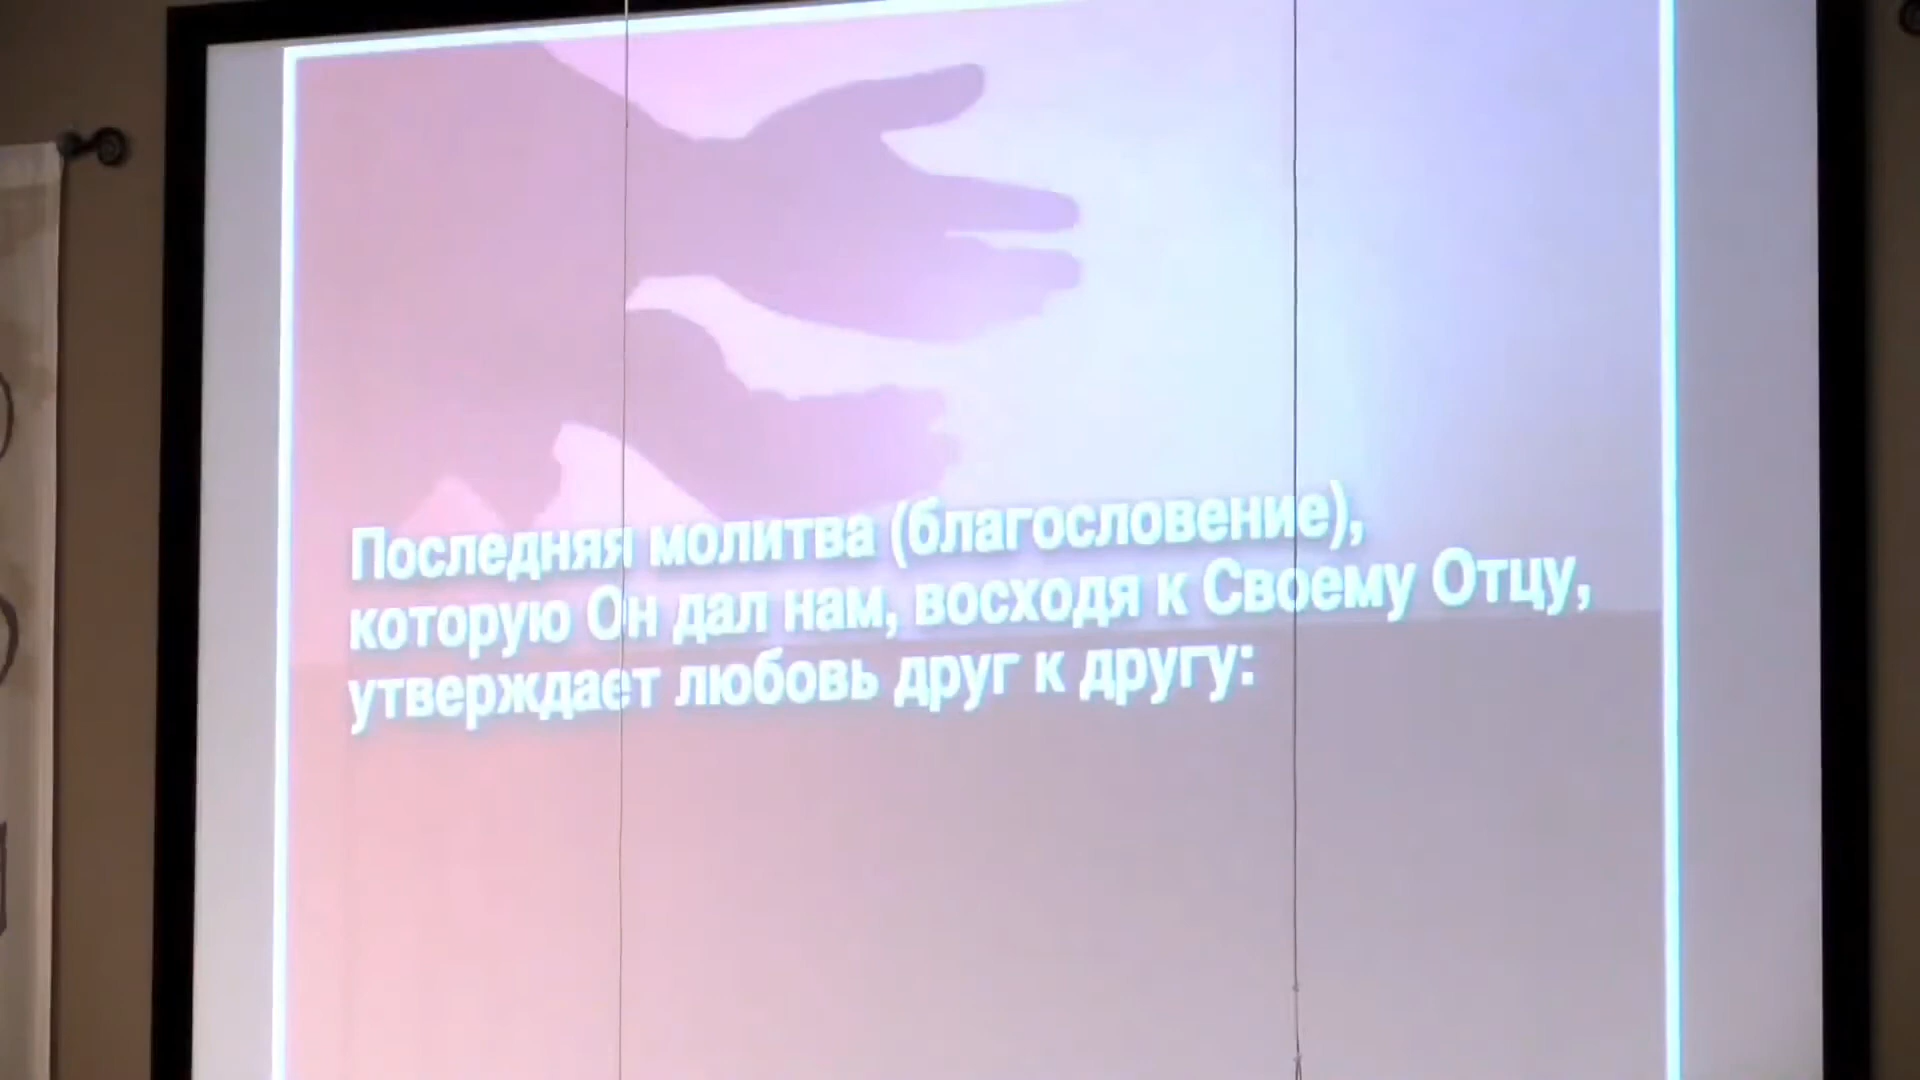 Последняя молитва (благословение),
которую Он дал нам, восходя к Своему Отцу,
утверждает любовь друг к другу: